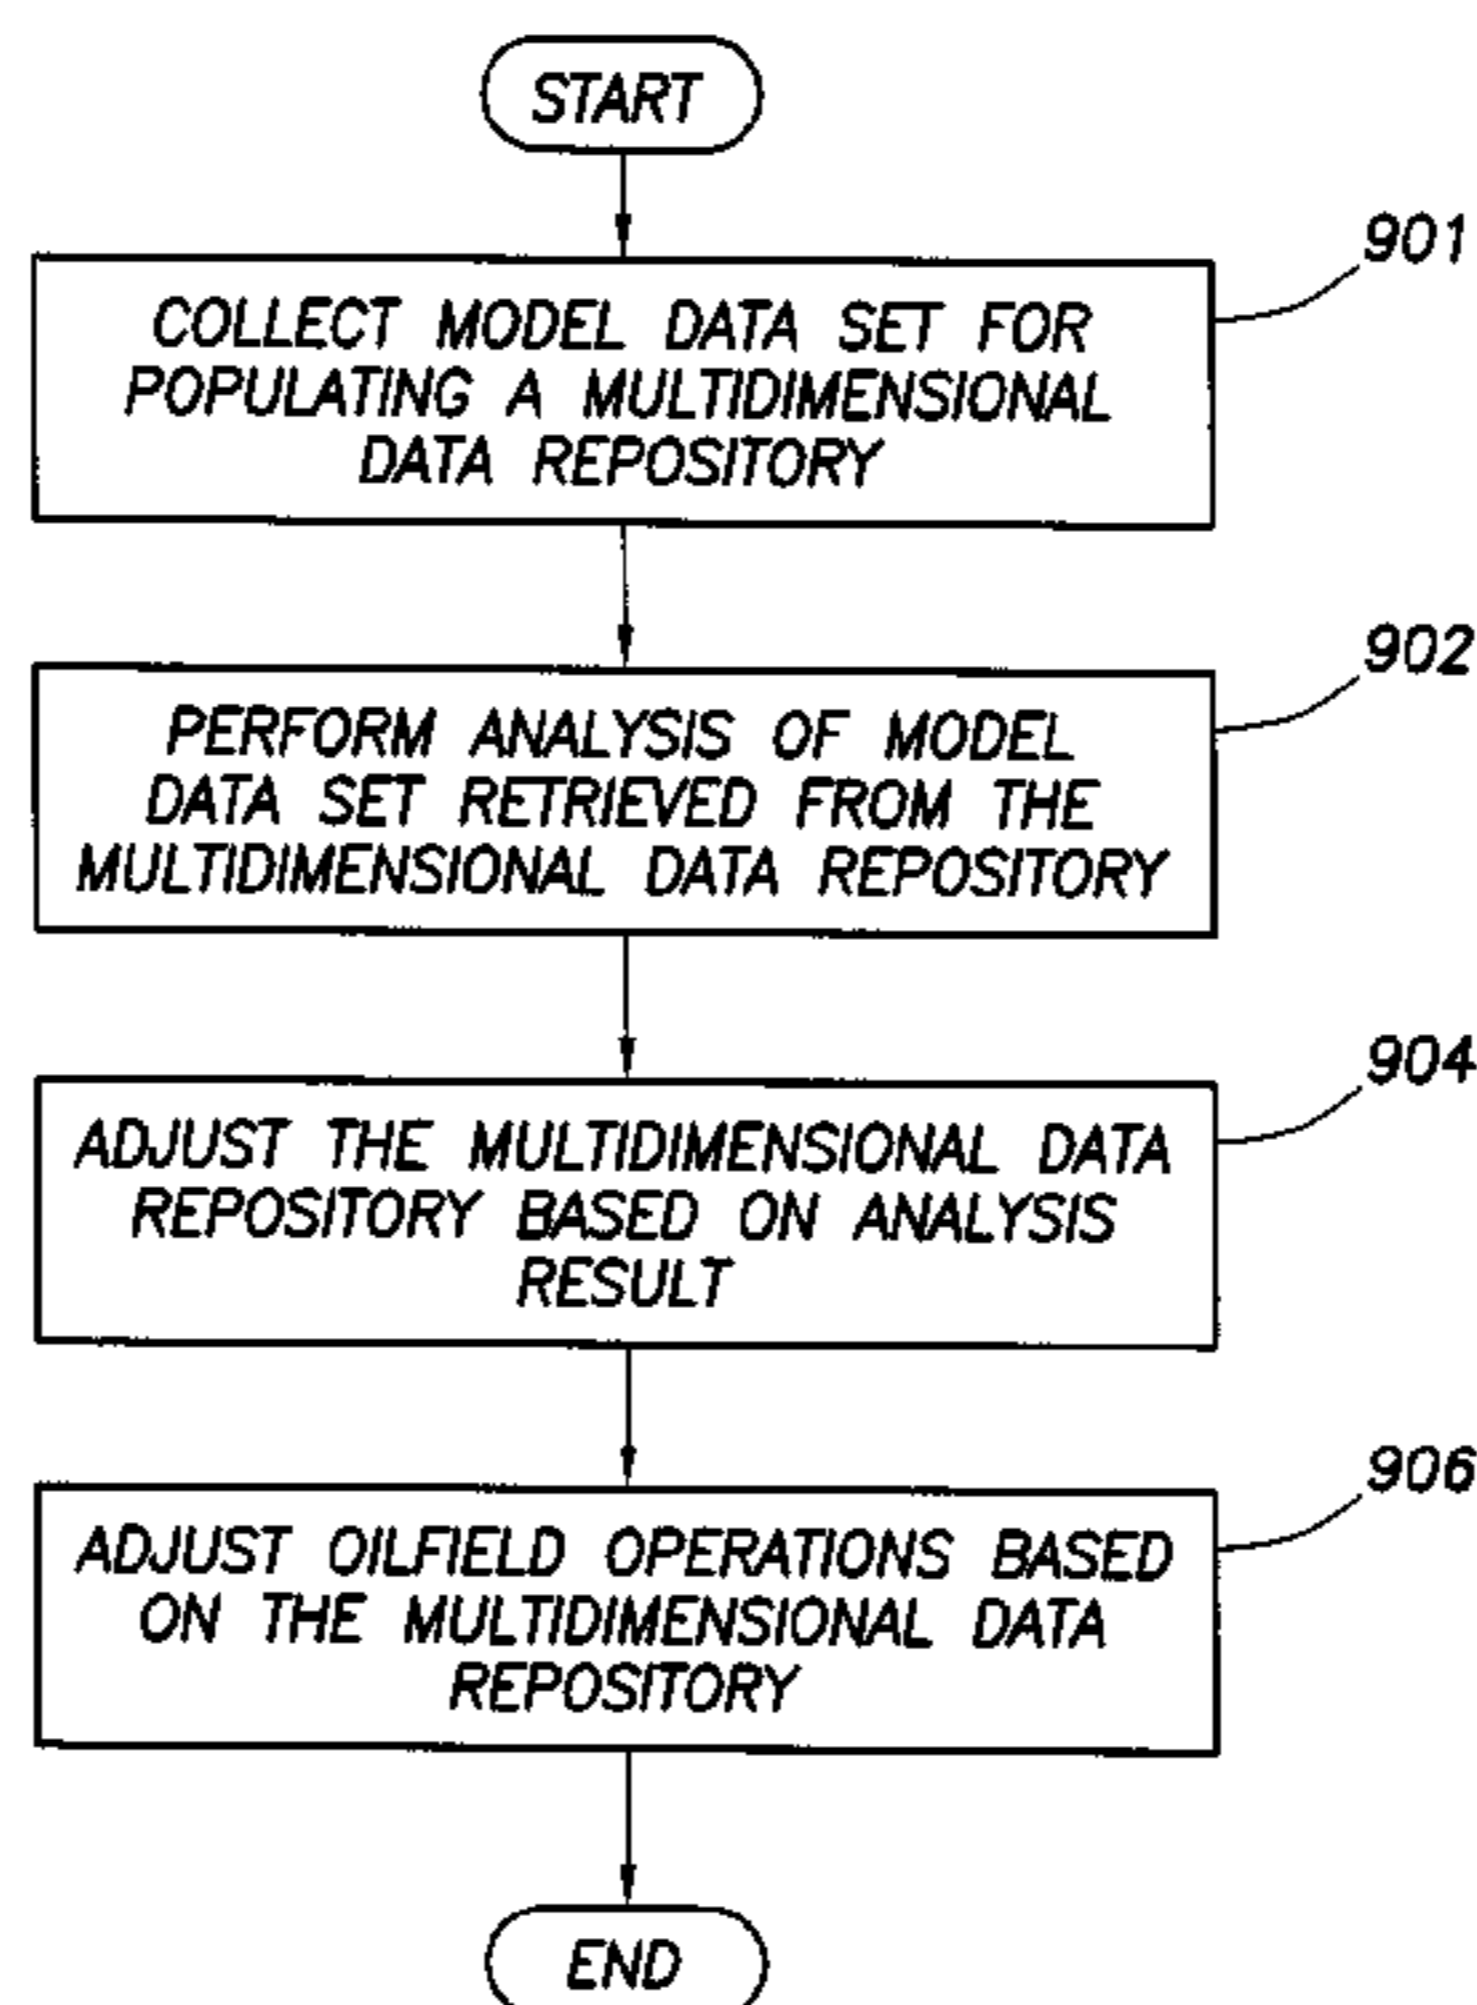 START
901
COLLECT MODEL DATA SET FOR
POPULATING A MULTIDIMENSIONAL
DATA REPOSITORY
902
PERFORM ANALYSIS OF MODEL
DATA SET RETRIEVED FROM THE
MULTIDIMENSIONAL DATA REPOSITORY
904
ADJUST THE MULTIDIMENSIONAL DATA
REPOSITORY BASED ON ANALYSIS
RESULT
906
ADJUST OILFIELD OPERATIONS BASED
ON THE MULTIDIMENSIONAL DATA
REPOSITORY
END